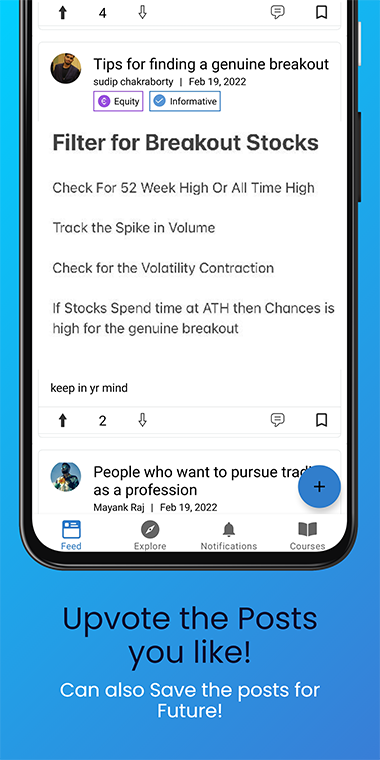 4
Tips for finding a genuine breakout
sudip chakraborty | Feb 19, 2022
Equity Informative
Filter for Breakout Stocks
Check For 52 Week High Or All Time High
Track the Spike in Volume
Check for the Volatility Contraction
If Stocks Spend time at ATH then Chances is
high for the genuine breakout
keep in yr mind
2
People who want to pursue
as a profession
Mayank Raj | Feb 19, 2022
Feed Explore Notifications Courses
Upvote the Posts
you like!
Can also Save the posts for
Future!